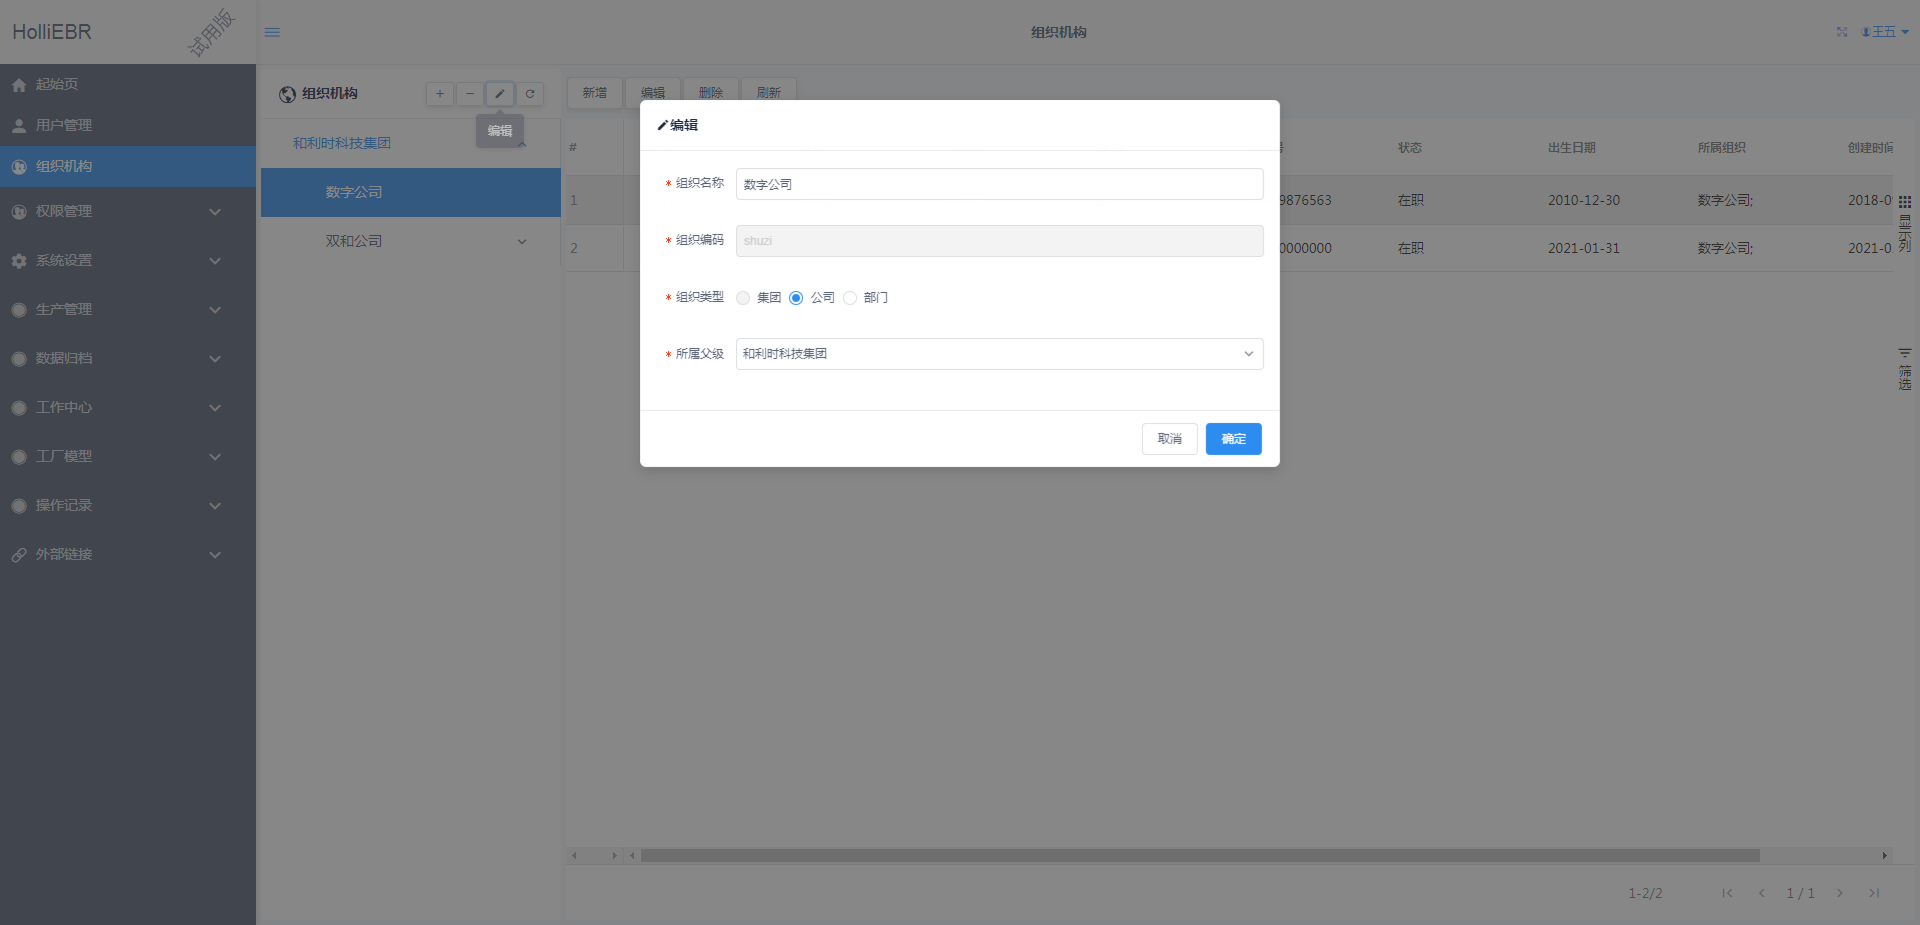 HolliEBR
试用版
组织机构
王五
起始页
用户管理
组织机构
权限管理
系统设置
生产管理
数据归档
工作中心
工厂模型
操作记录
外部链接
组织机构
编辑
和利时科技集团
数字公司
双和公司
新增 编辑 删除 刷新
# 号 状态 出生日期 所属组织 创建时间
1 9876563 在职 2010-12-30 数字公司; 2018-0
2 0000000 在职 2021-01-31 数字公司; 2021-0
显示列
筛选
编辑
* 组织名称 数字公司
* 组织编码 shuzi
* 组织类型 集团 公司 部门
* 所属父级 和利时科技集团
取消 确定
1-2/2 1 / 1